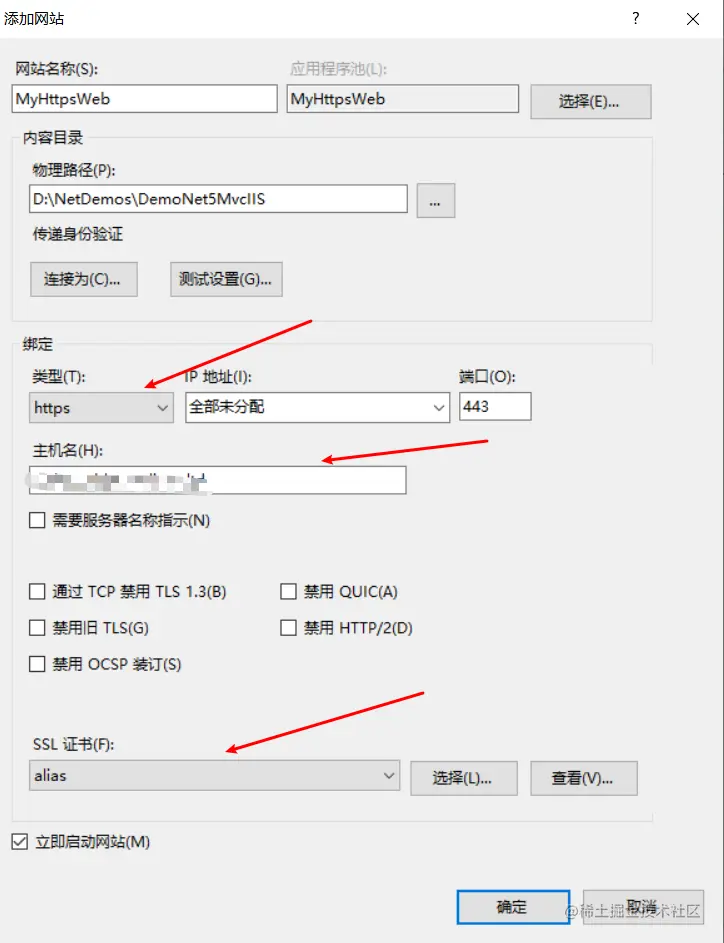 添加网站 ?
网站名称(S): 应用程序池(L):
MyHttpsWeb MyHttpsWeb 选择(E)...
内容目录
物理路径(P):
D:\NetDemos\DemoNet5MvcIIS ...
传递身份验证
连接为(C)... 测试设置(G)...
绑定
类型(T): IP 地址(I): 端口(O):
https 全部未分配 443
主机名(H):
需要服务器名称指示(N)
通过 TCP 禁用 TLS 1.3(B) 禁用 QUIC(A)
禁用旧 TLS(G) 禁用 HTTP/2(D)
禁用 OCSP 装订(S)
SSL 证书(F):
alias 选择(L)... 查看(V)...
立即启动网站(M)
确定 取消
@稀土掘金技术社区